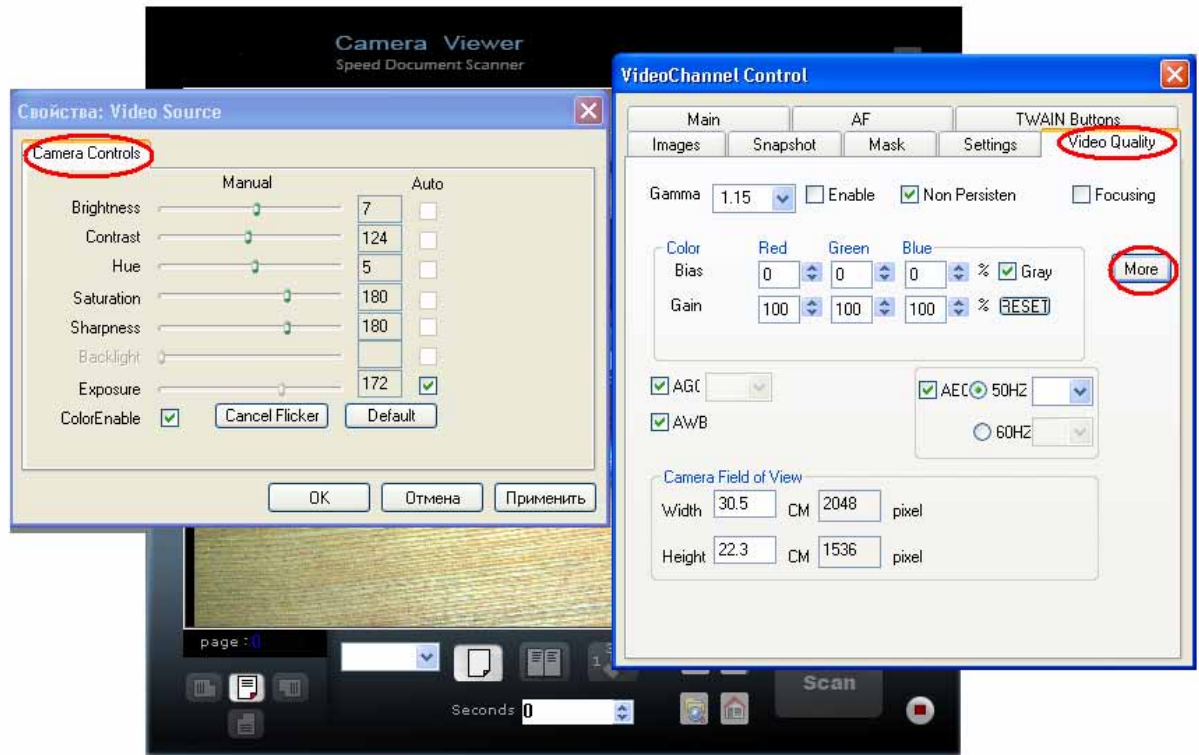 Camera Viewer
Speed Document Scanner
Свойства: Video Source
Camera Controls
Manual Auto
Brightness 7
Contrast 124
Hue 5
Saturation 180
Sharpness 180
Backlight
Exposure 172
ColorEnable Cancel Flicker Default
OK Отмена Применить
VideoChannel Control
Main AF TWAIN Buttons
Images Snapshot Mask Settings Video Quality
Gamma 1.15 Enable Non Persisten Focusing
Color Red Green Blue
Bias 0 0 0 % Gray More
Gain 100 100 100 % RESET
AGC AEC 50HZ
AWB 60HZ
Camera Field of View
Width 30.5 CM 2048 pixel
Height 22.3 CM 1536 pixel
page :0
Seconds 0
Scan